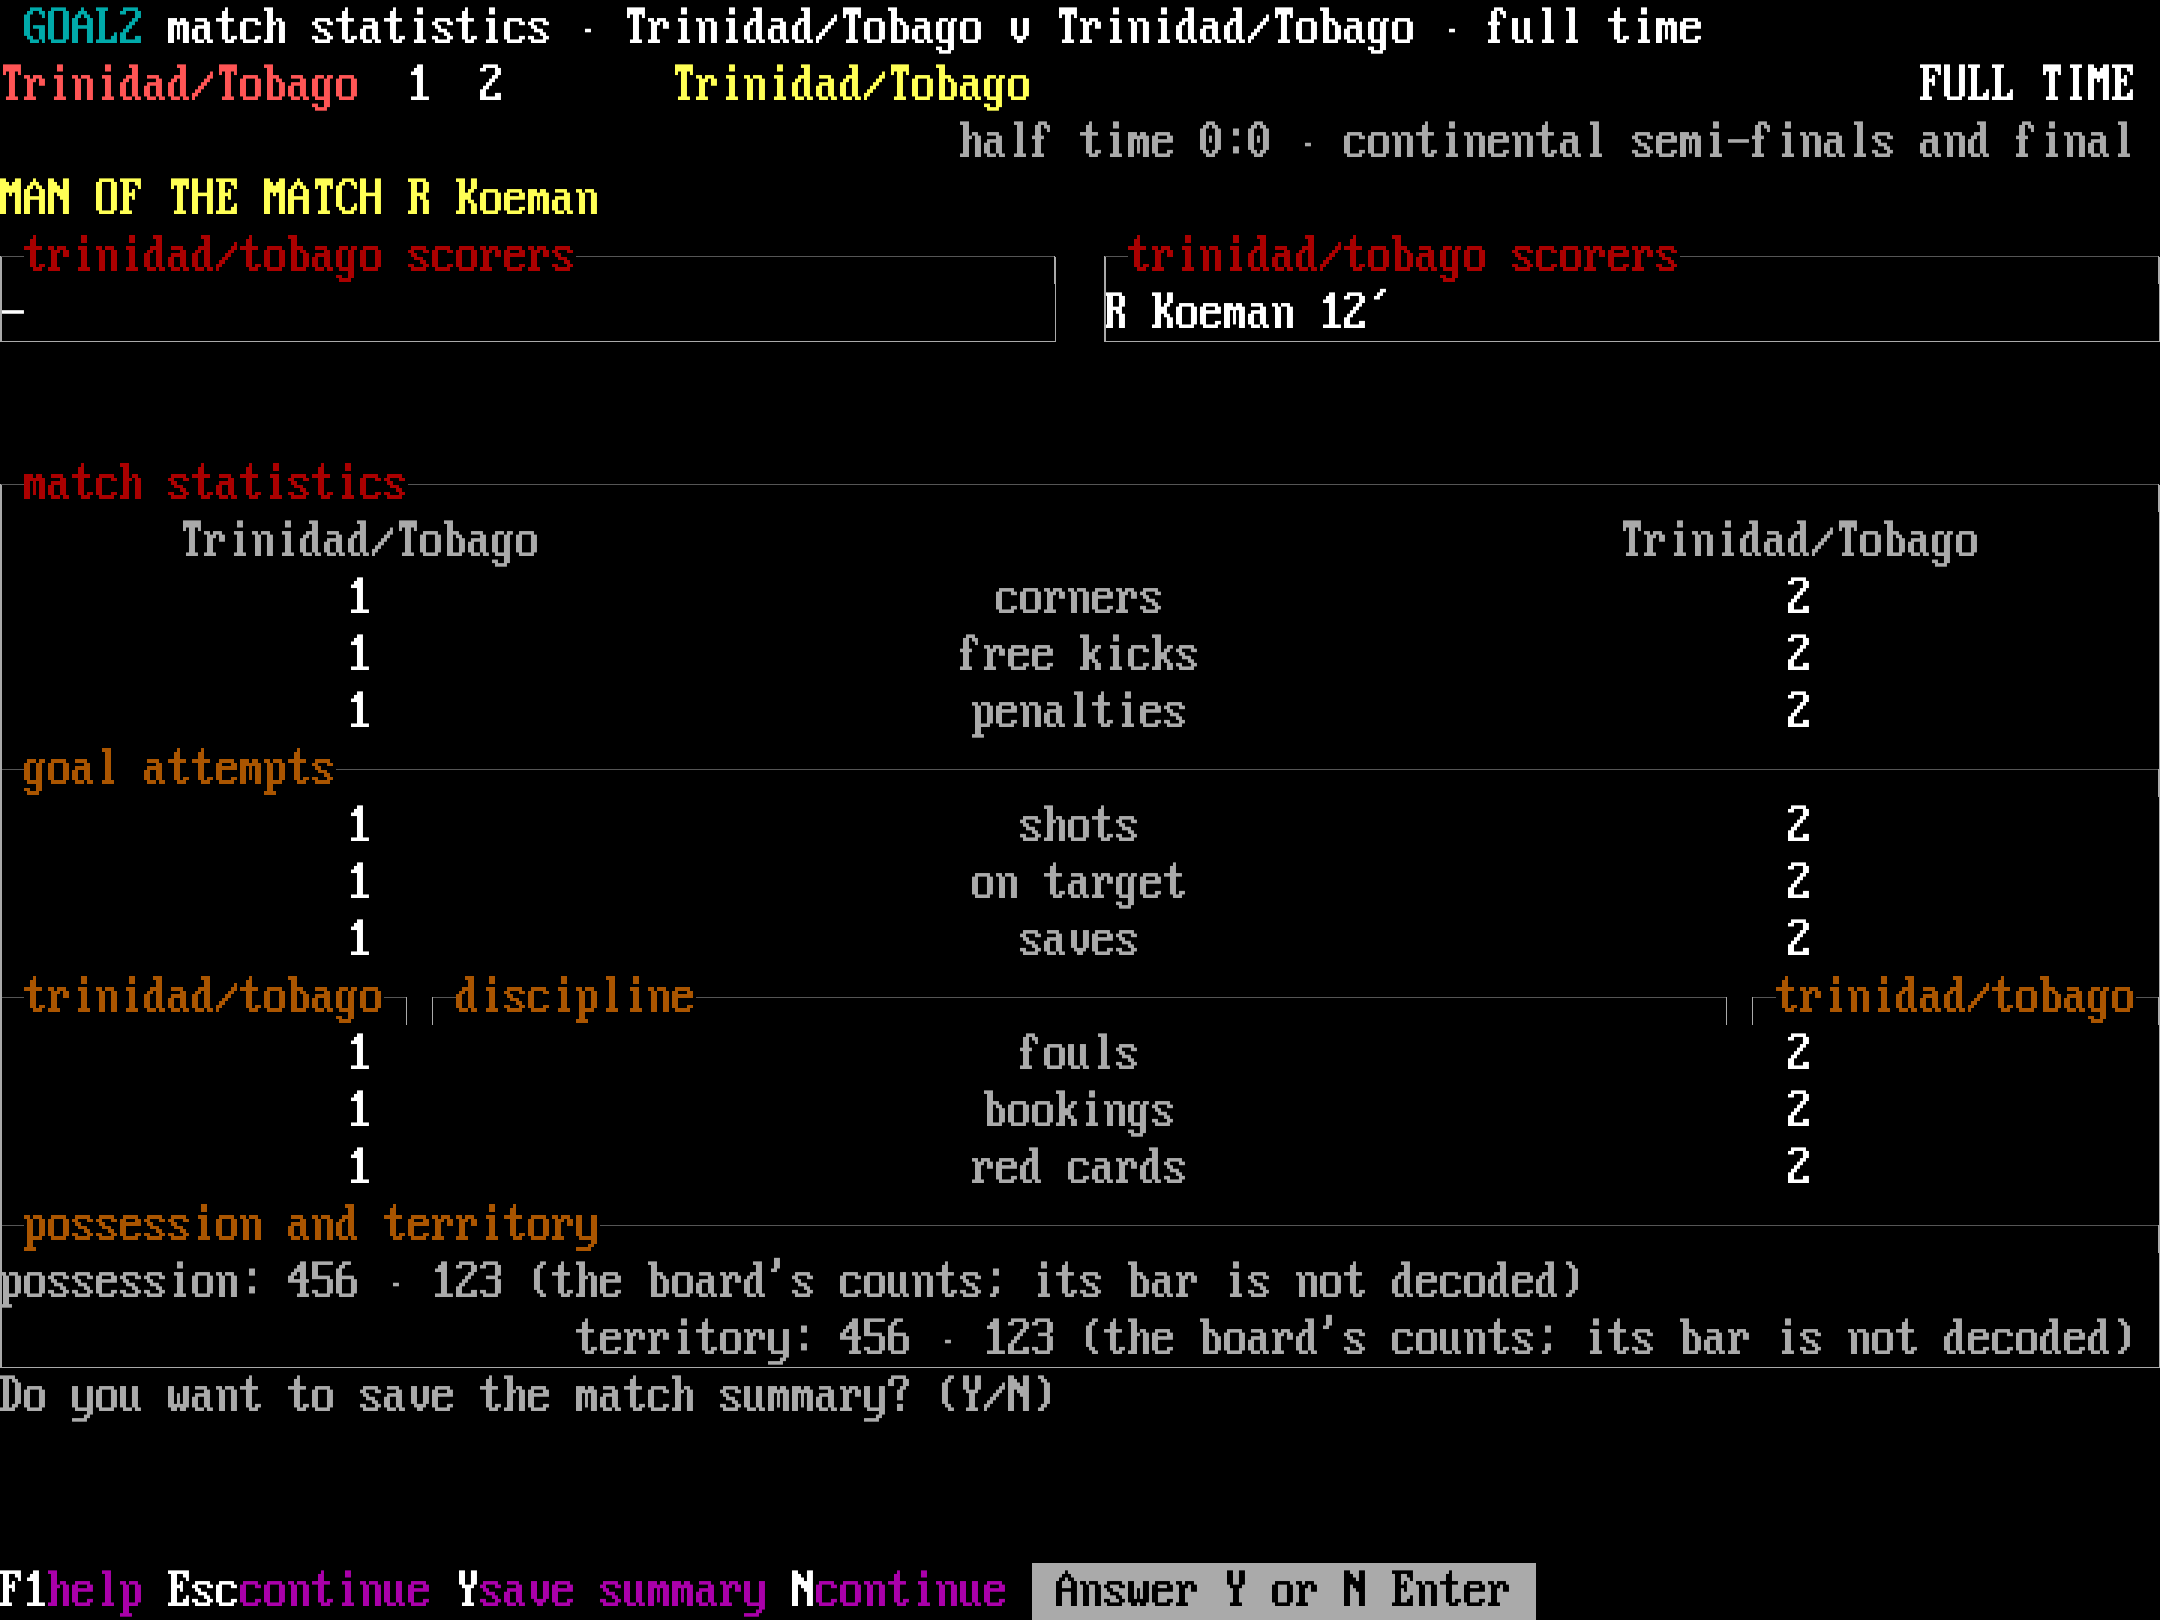 GOAL2 match statistics · Trinidad/Tobago v Trinidad/Tobago · full time
Trinidad/Tobago 1 2 Trinidad/Tobago FULL TIME
half time 0:0 · continental semi-finals and final
MAN OF THE MATCH R Koeman
trinidad/tobago scorers trinidad/tobago scorers
– R Koeman 12′
match statistics
Trinidad/Tobago Trinidad/Tobago
1 corners 2
1 free kicks 2
1 penalties 2
goal attempts
1 shots 2
1 on target 2
1 saves 2
trinidad/tobago discipline trinidad/tobago
1 fouls 2
1 bookings 2
1 red cards 2
possession and territory
possession: 456 · 123 (the board's counts; its bar is not decoded)
territory: 456 · 123 (the board's counts; its bar is not decoded)
Do you want to save the match summary? (Y/N)
F1help Esccontinue Ysave summary Ncontinue Answer Y or N Enter